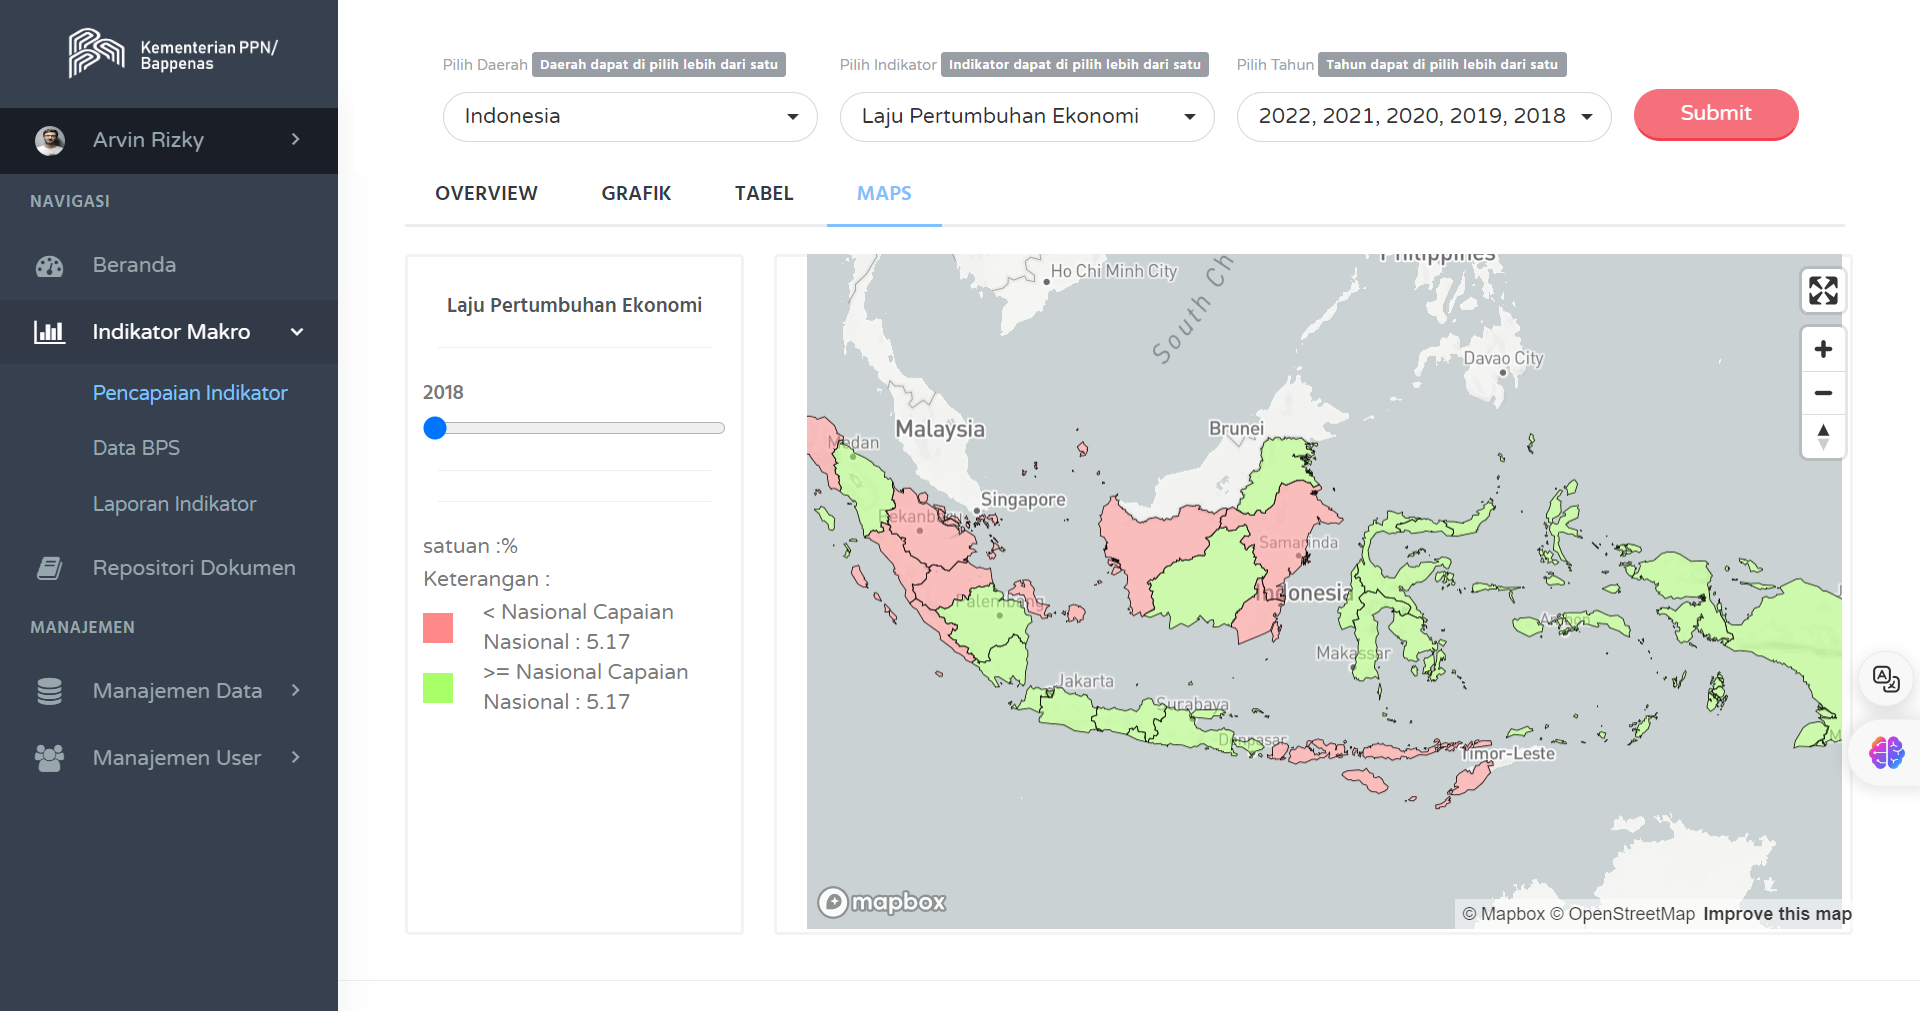 Kementerian PPN/
Bappenas
Arvin Rizky
NAVIGASI
Beranda
Indikator Makro
Pencapaian Indikator
Data BPS
Laporan Indikator
Repositori Dokumen
MANAJEMEN
Manajemen Data
Manajemen User
Pilih Daerah Daerah dapat di pilih lebih dari satu
Indonesia
Pilih Indikator Indikator dapat di pilih lebih dari satu
Laju Pertumbuhan Ekonomi
Pilih Tahun Tahun dapat di pilih lebih dari satu
2022, 2021, 2020, 2019, 2018
Submit
OVERVIEW GRAFIK TABEL MAPS
Laju Pertumbuhan Ekonomi
2018
satuan :%
Keterangan :
< Nasional Capaian
Nasional : 5.17
>= Nasional Capaian
Nasional : 5.17
Philippines
Ho Chi Minh City
South Ch
Davao City
Medan
Malaysia
Brunei
Singapore
Pekanbaru
Samarinda
Indonesia
Palembang
Ambon
Makassar
Jakarta
Surabaya
Denpasar
Timor-Leste
M
mapbox
© Mapbox © OpenStreetMap Improve this map